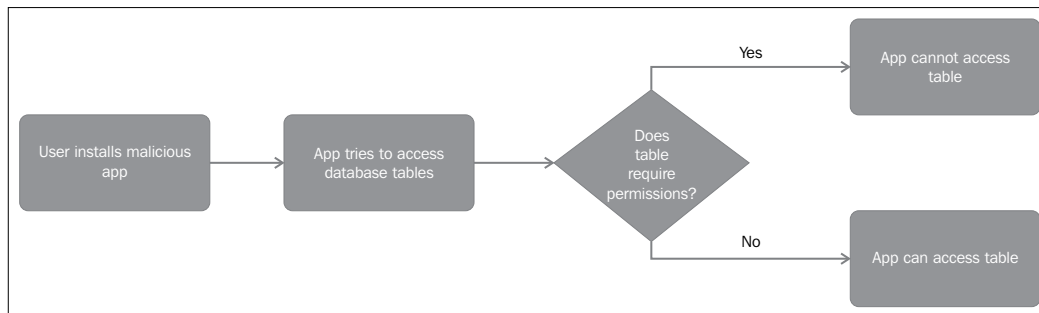 User installs malicious
app
App tries to access
database tables
Does
table
require
permissions?
Yes
App cannot access
table
No
App can access table